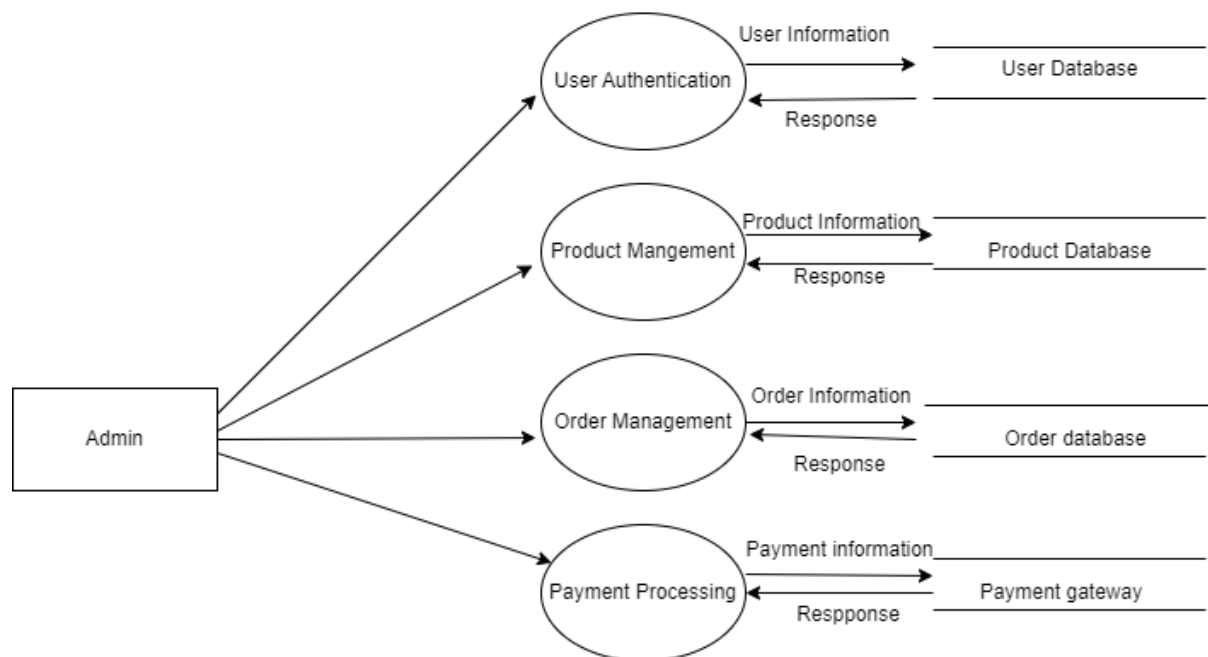 User Information
User Authentication
User Database
Response
Product Information
Product Mangement
Product Database
Response
Order Information
Order Management
Admin
Order database
Response
Payment information
Payment Processing
Payment gateway
Respponse